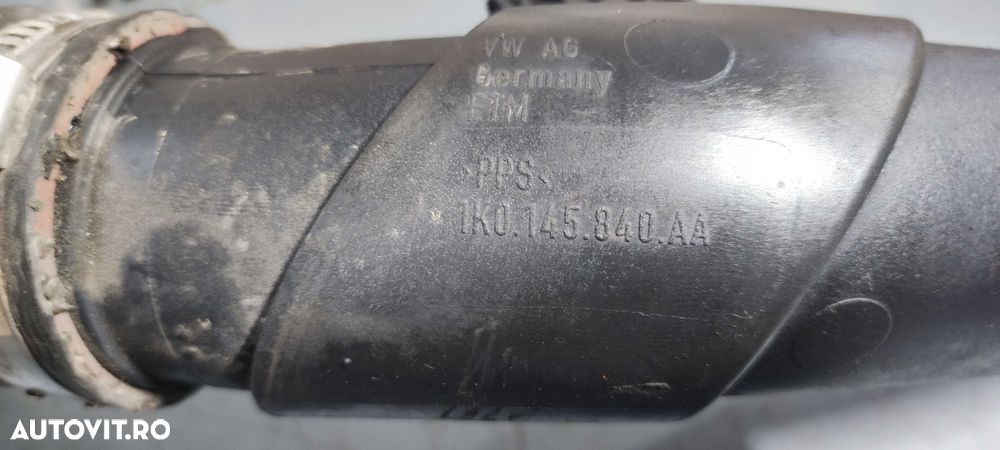 VW AG
Germany
ETM
>PPS<
1K0.145.840.AA
AUTOVIT.RO